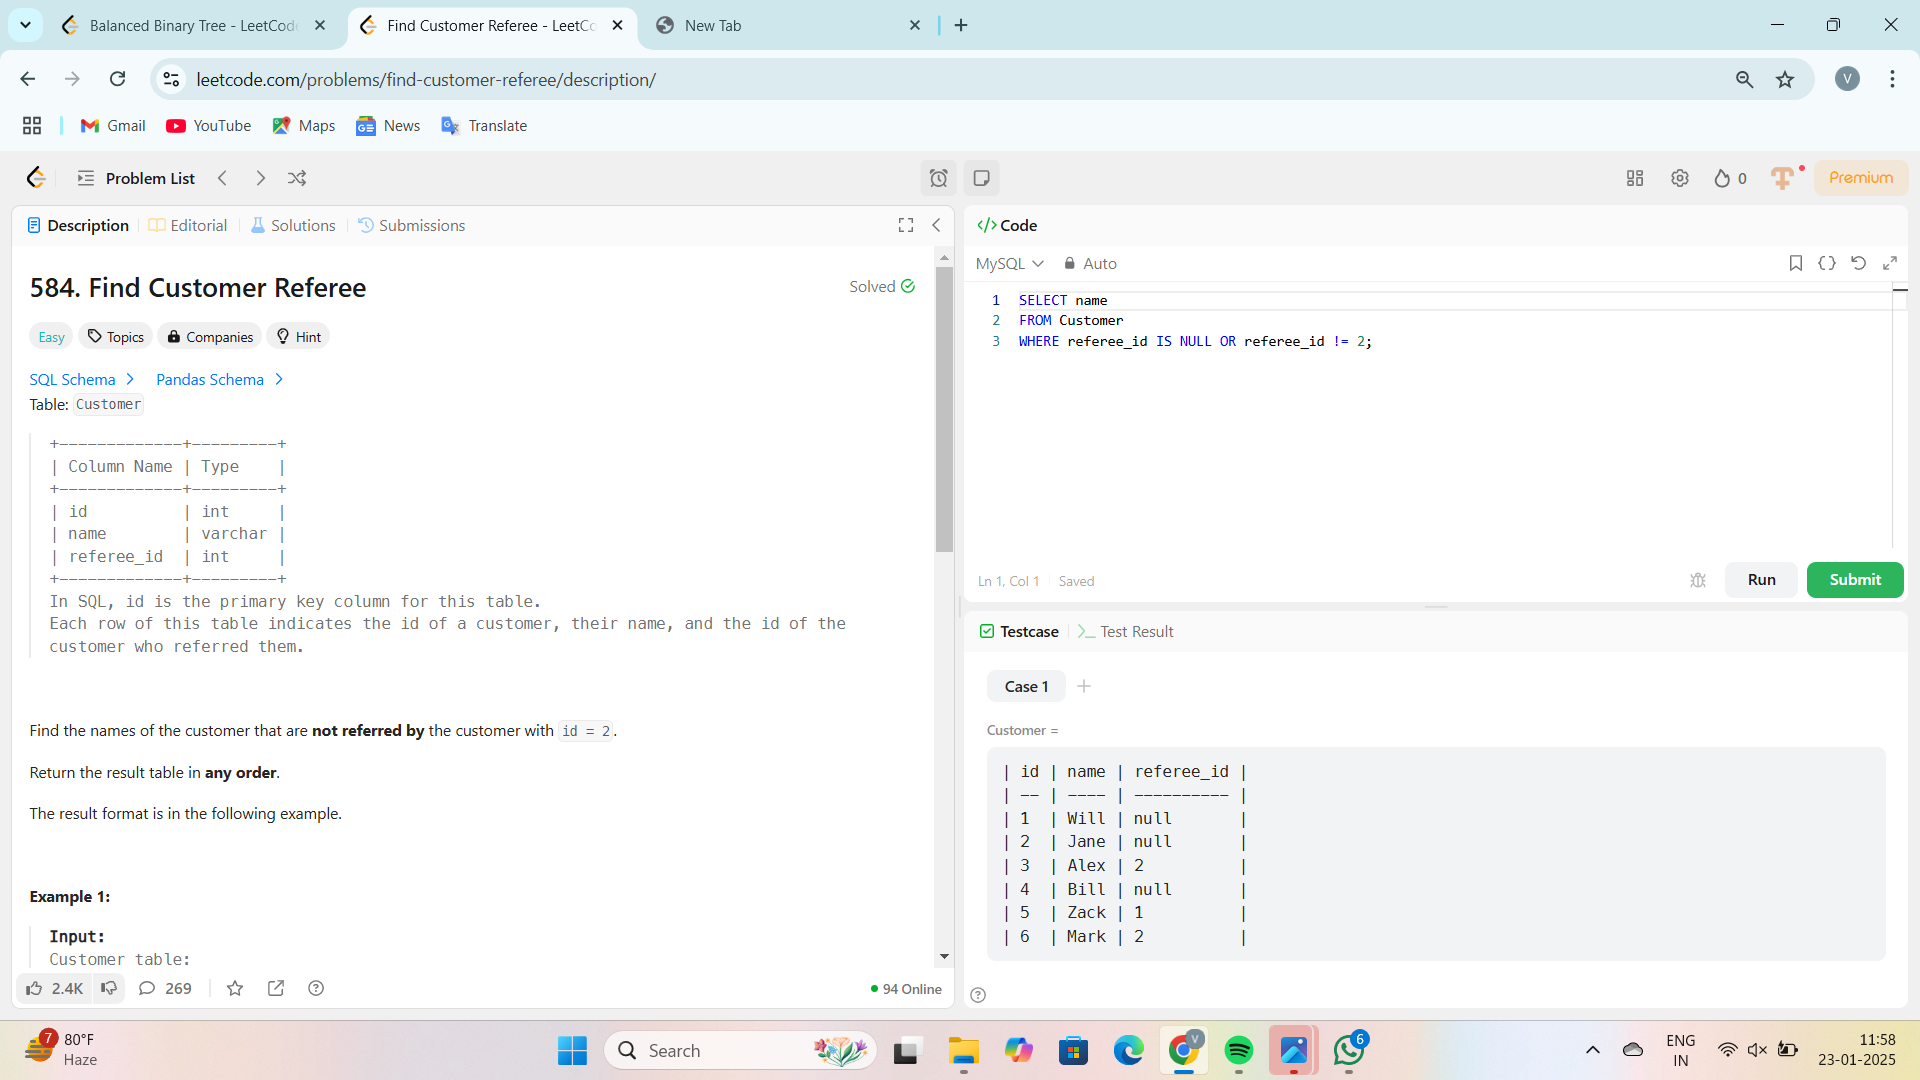 Balanced Binary Tree - LeetCode
Find Customer Referee - LeetCo
New Tab
leetcode.com/problems/find-customer-referee/description/
V
Gmail
YouTube
Maps
News
Translate
Problem List
0
Premium
Description
Editorial
Solutions
Submissions
584. Find Customer Referee
Solved
Easy
Topics
Companies
Hint
SQL Schema
Pandas Schema
Table: Customer
+-------------+---------+
| Column Name | Type    |
+-------------+---------+
| id          | int     |
| name        | varchar |
| referee_id  | int     |
+-------------+---------+
In SQL, id is the primary key column for this table.
Each row of this table indicates the id of a customer, their name, and the id of the
customer who referred them.
Find the names of the customer that are not referred by the customer with id = 2.
Return the result table in any order.
The result format is in the following example.
Example 1:
Input:
Customer table:
2.4K
269
94 Online
</> Code
MySQL
Auto
1 SELECT name
2 FROM Customer
3 WHERE referee_id IS NULL OR referee_id != 2;
Ln 1, Col 1
Saved
Run
Submit
Testcase
>_ Test Result
Case 1
Customer =
| id | name | referee_id |
| -- | ---- | ---------- |
| 1  | Will | null       |
| 2  | Jane | null       |
| 3  | Alex | 2          |
| 4  | Bill | null       |
| 5  | Zack | 1          |
| 6  | Mark | 2          |
7
80°F
Haze
Search
V
6
ENG
IN
11:58
23-01-2025